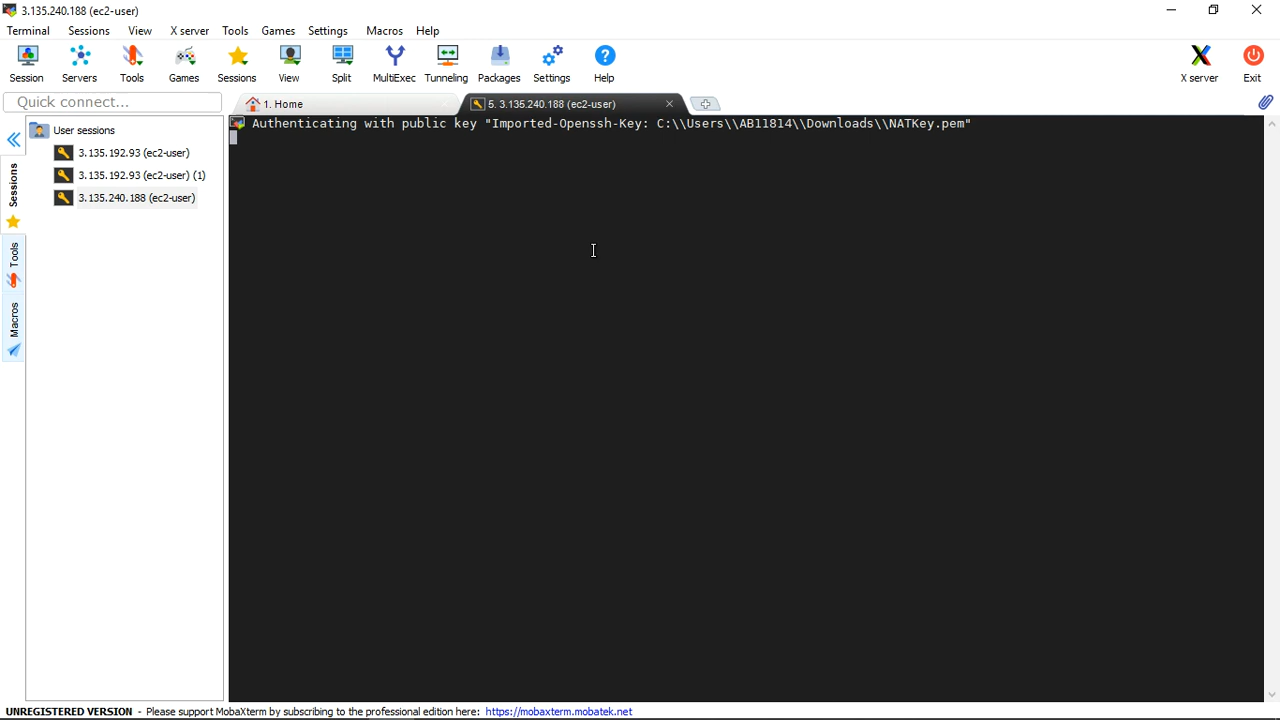 3.135.240.188 (ec2-user)
Terminal Sessions View X server Tools Games Settings Macros Help
Session Servers Tools Games Sessions View Split MultiExec Tunneling Packages Settings Help X server Exit
Quick connect...
1. Home
5. 3.135.240.188 (ec2-user)
User sessions
3.135.192.93 (ec2-user)
3.135.192.93 (ec2-user) (1)
3.135.240.188 (ec2-user)
Sessions
Tools
Macros
Authenticating with public key "Imported-Openssh-Key: C:\\Users\\AB11814\\Downloads\\NATKey.pem"
UNREGISTERED VERSION - Please support MobaXterm by subscribing to the professional edition here: https://mobaxterm.mobatek.net